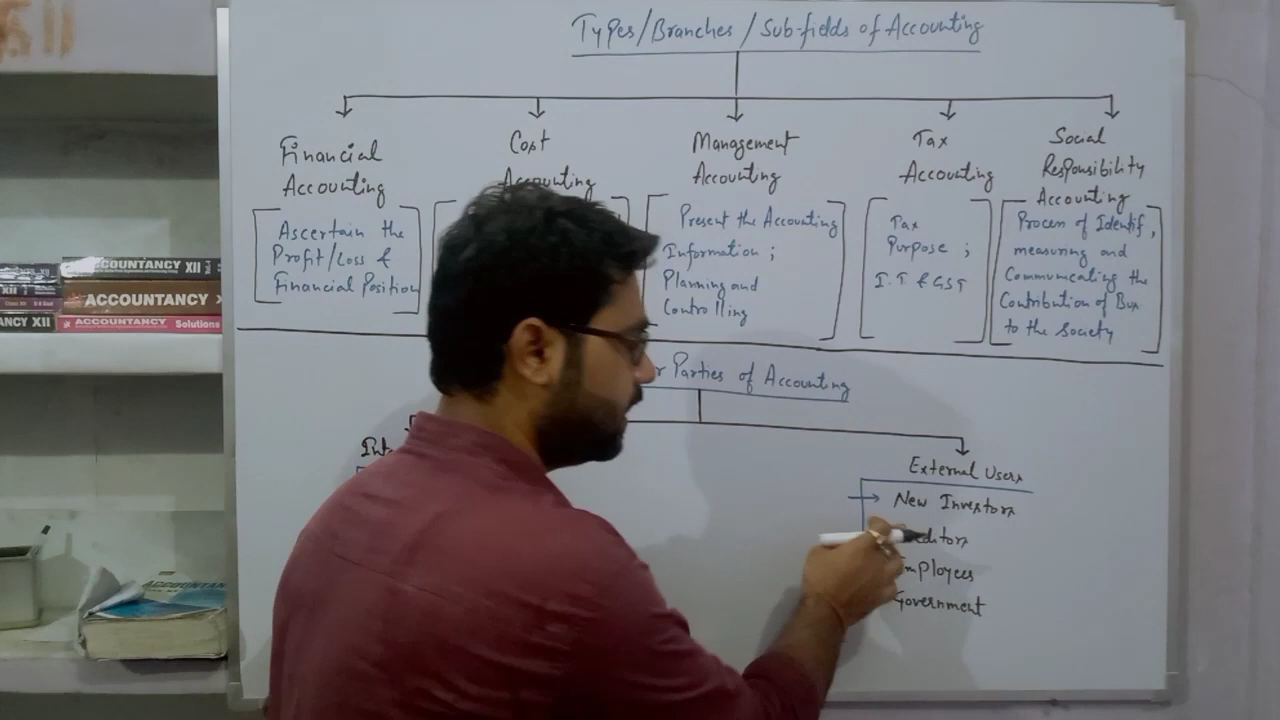 Types/Branches / Sub-fields of Accounting
Financial
Accounting
Cost
Accounting
Management
Accounting
Tax
Accounting
Social
Responsibility
Accounting
Ascertain the
Profit/Loss &
Financial Position
Present the Accounting
Information ;
Planning and
Controlling
Tax
Purpose ;
I.T & GST
Process of Identif,
measuring and
Communicating the
Contribution of Bus
to the Society
Parties of Accounting
External Users
New Investors
Employees
Government
ACCOUNTANCY XII
ACCOUNTANCY
ACCOUNTANCY Solutions
XII